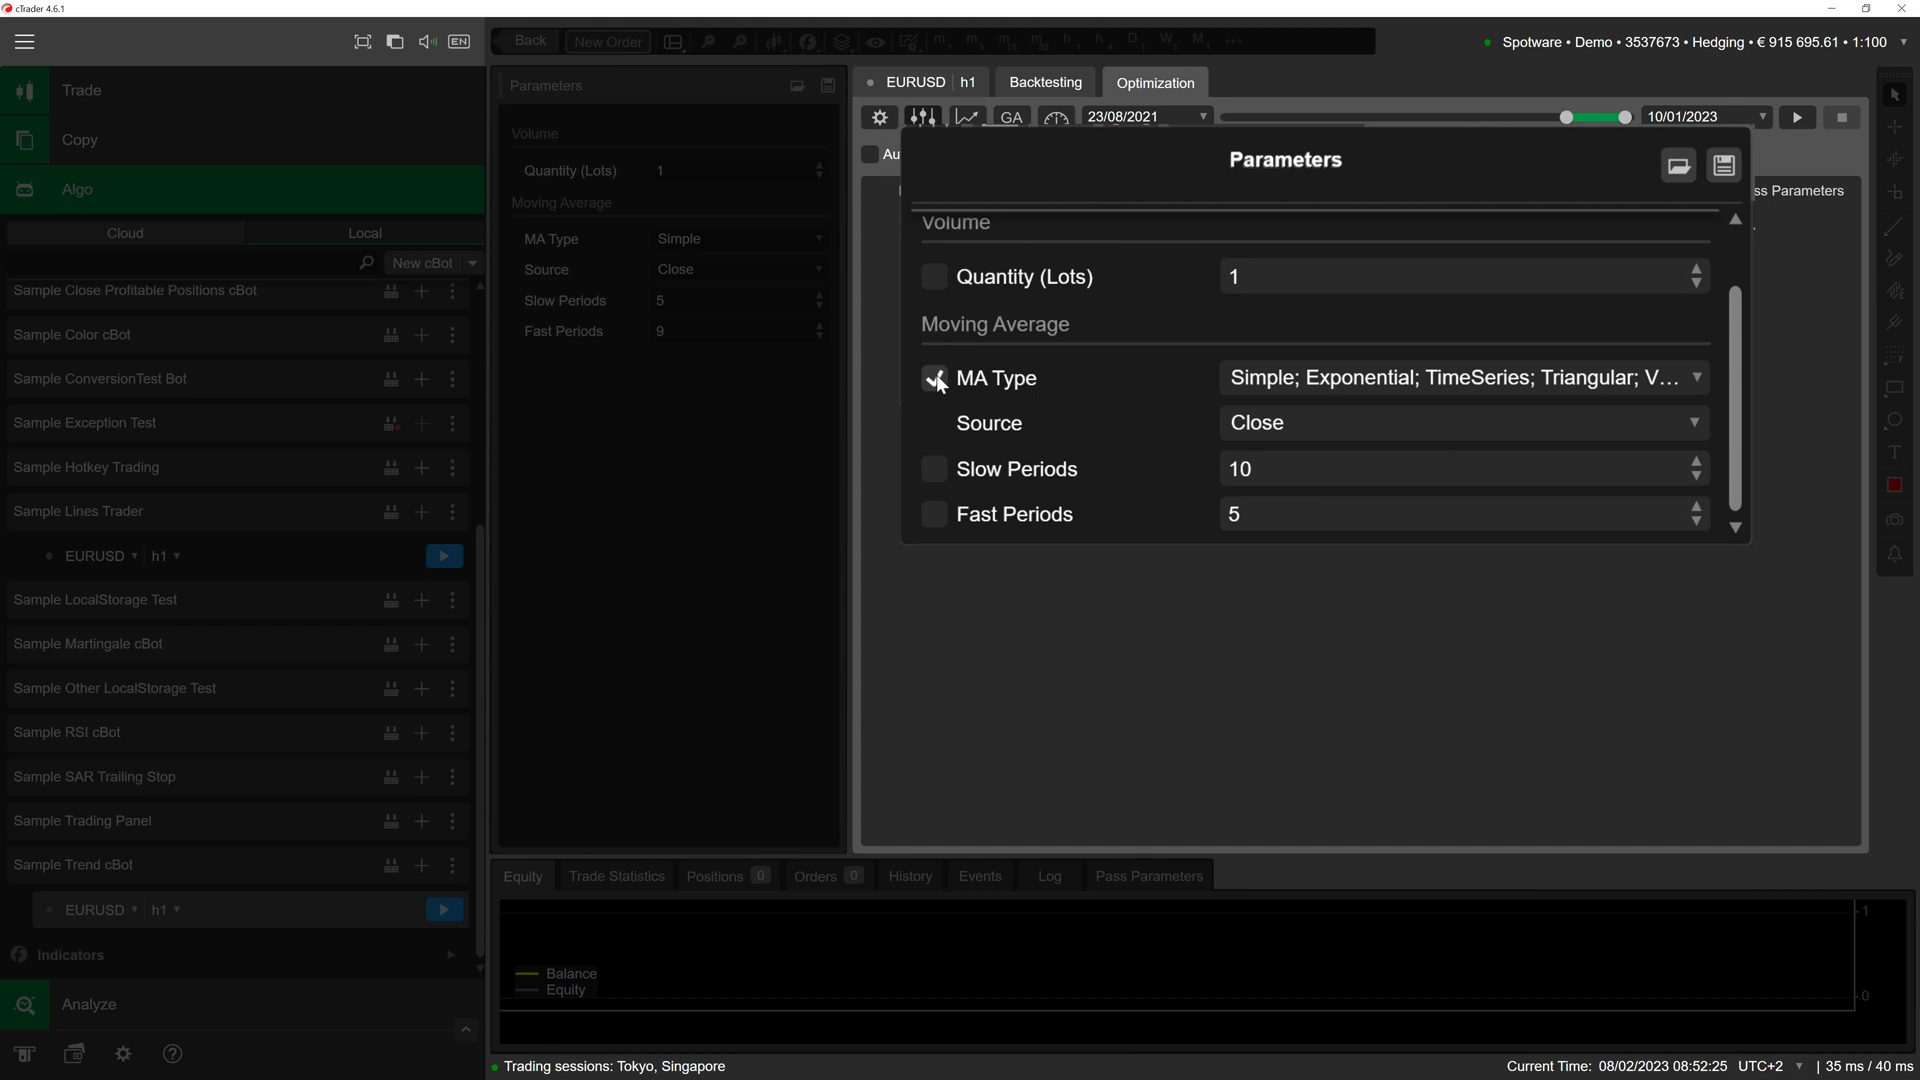 cTrader 4.6.1
EN
Back
New Order
Spotware • Demo • 3537673 • Hedging • € 915 695.61 • 1:100
Trade
Copy
Algo
Cloud
Local
New cBot
Sample Close Profitable Positions cBot
Sample Color cBot
Sample ConversionTest Bot
Sample Exception Test
Sample Hotkey Trading
Sample Lines Trader
EURUSD h1
Sample LocalStorage Test
Sample Martingale cBot
Sample Other LocalStorage Test
Sample RSI cBot
Sample SAR Trailing Stop
Sample Trading Panel
Sample Trend cBot
EURUSD h1
Indicators
Analyze
Parameters
Volume
Quantity (Lots) 1
Moving Average
MA Type Simple
Source Close
Slow Periods 5
Fast Periods 9
EURUSD h1
Backtesting
Optimization
GA
23/08/2021
10/01/2023
Au
ss Parameters
Parameters
Volume
Quantity (Lots) 1
Moving Average
MA Type Simple; Exponential; TimeSeries; Triangular; V...
Source Close
Slow Periods 10
Fast Periods 5
Equity
Trade Statistics
Positions 0
Orders 0
History
Events
Log
Pass Parameters
1
Balance
Equity
0
Trading sessions: Tokyo, Singapore
Current Time: 08/02/2023 08:52:25 UTC+2 | 35 ms / 40 ms